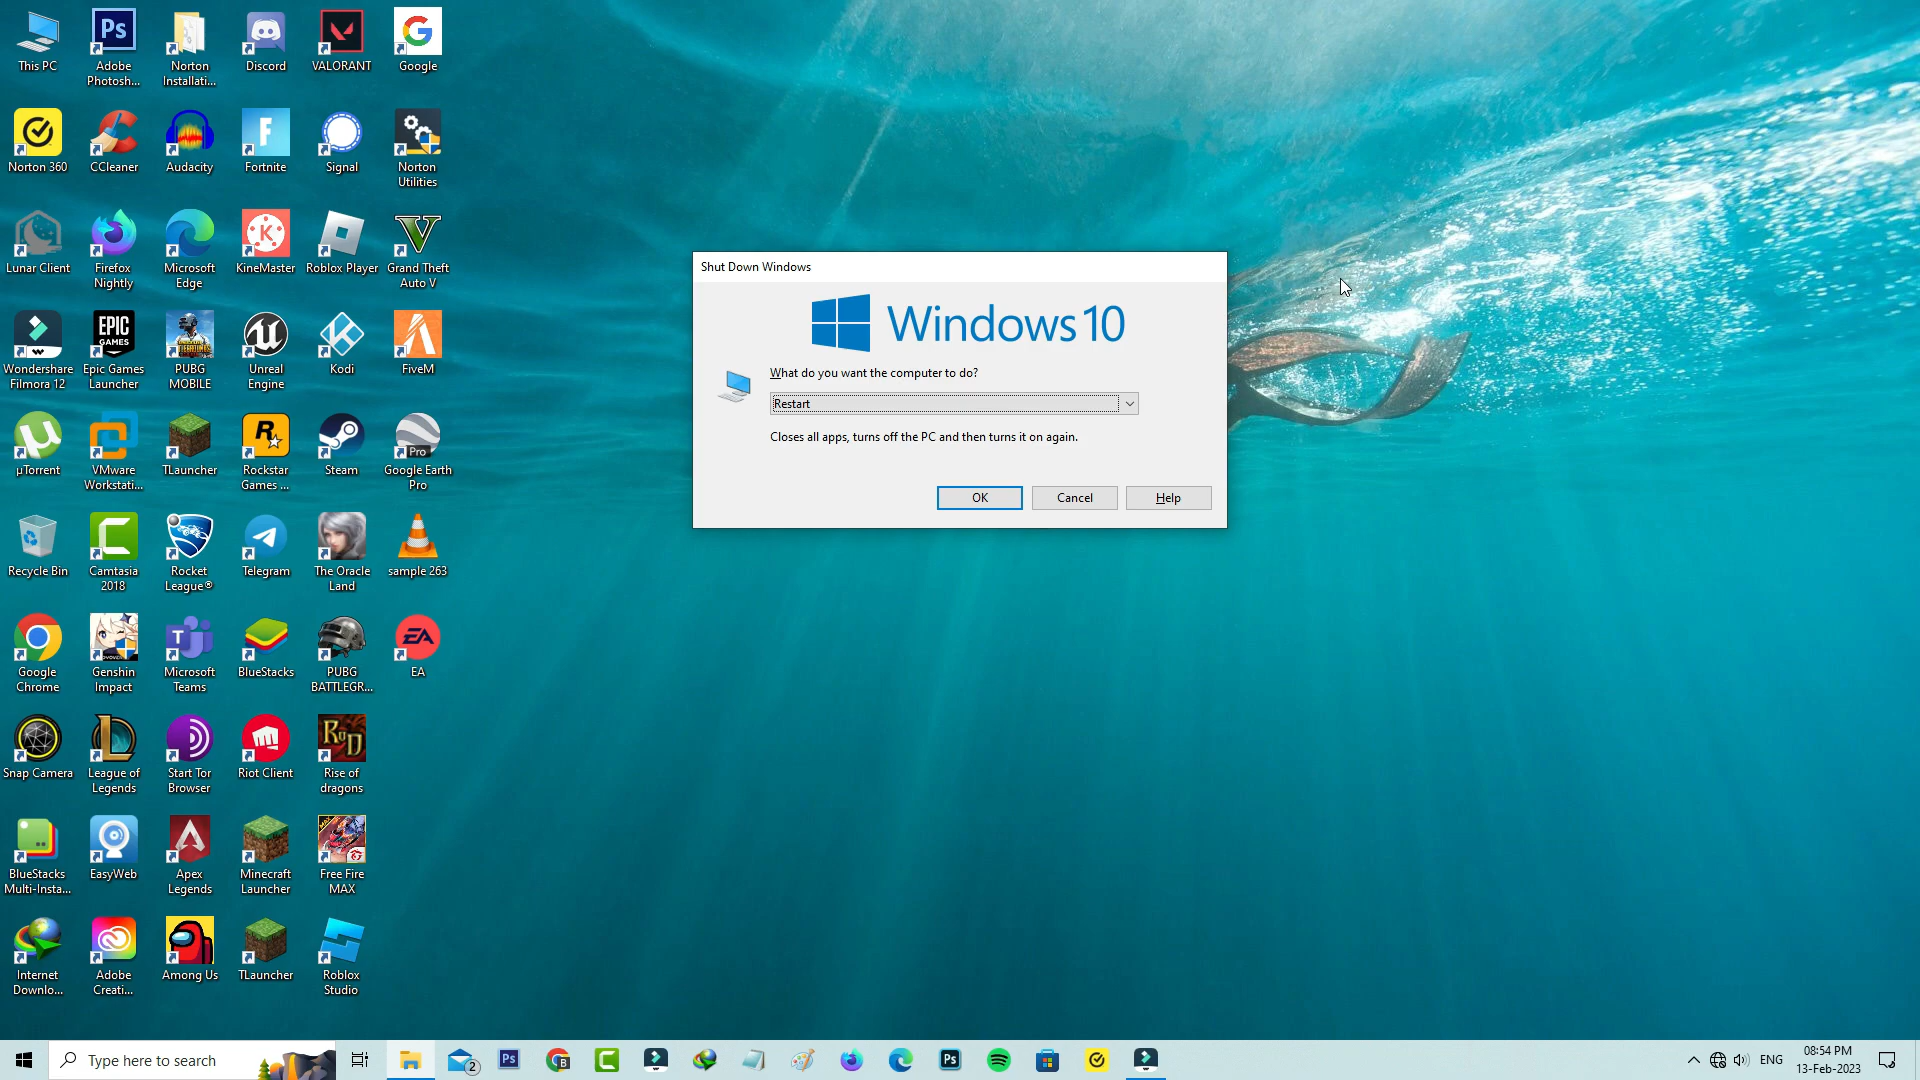 This PC
Adobe
Photosh...
Norton
Installati...
Discord
VALORANT
Google
Norton 360
CCleaner
Audacity
Fortnite
Signal
Norton
Utilities
Lunar Client
Firefox
Nightly
Microsoft
Edge
KineMaster
Roblox Player
Grand Theft
Auto V
Wondershare
Filmora 12
Epic Games
Launcher
PUBG
MOBILE
Unreal
Engine
Kodi
FiveM
µTorrent
VMware
Workstati...
TLauncher
Rockstar
Games ...
Steam
Google Earth
Pro
Recycle Bin
Camtasia
2018
Rocket
League®
Telegram
The Oracle
Land
sample 263
Google
Chrome
Genshin
Impact
Microsoft
Teams
BlueStacks
PUBG
BATTLEGR...
EA
Snap Camera
League of
Legends
Start Tor
Browser
Riot Client
Rise of
dragons
BlueStacks
Multi-Insta...
EasyWeb
Apex
Legends
Minecraft
Launcher
Free Fire
MAX
Internet
Downlo...
Adobe
Creati...
Among Us
TLauncher
Roblox
Studio
Shut Down Windows
Windows 10
What do you want the computer to do?
Restart
Closes all apps, turns off the PC and then turns it on again.
OK
Cancel
Help
Type here to search
2
ENG
08:54 PM
13-Feb-2023